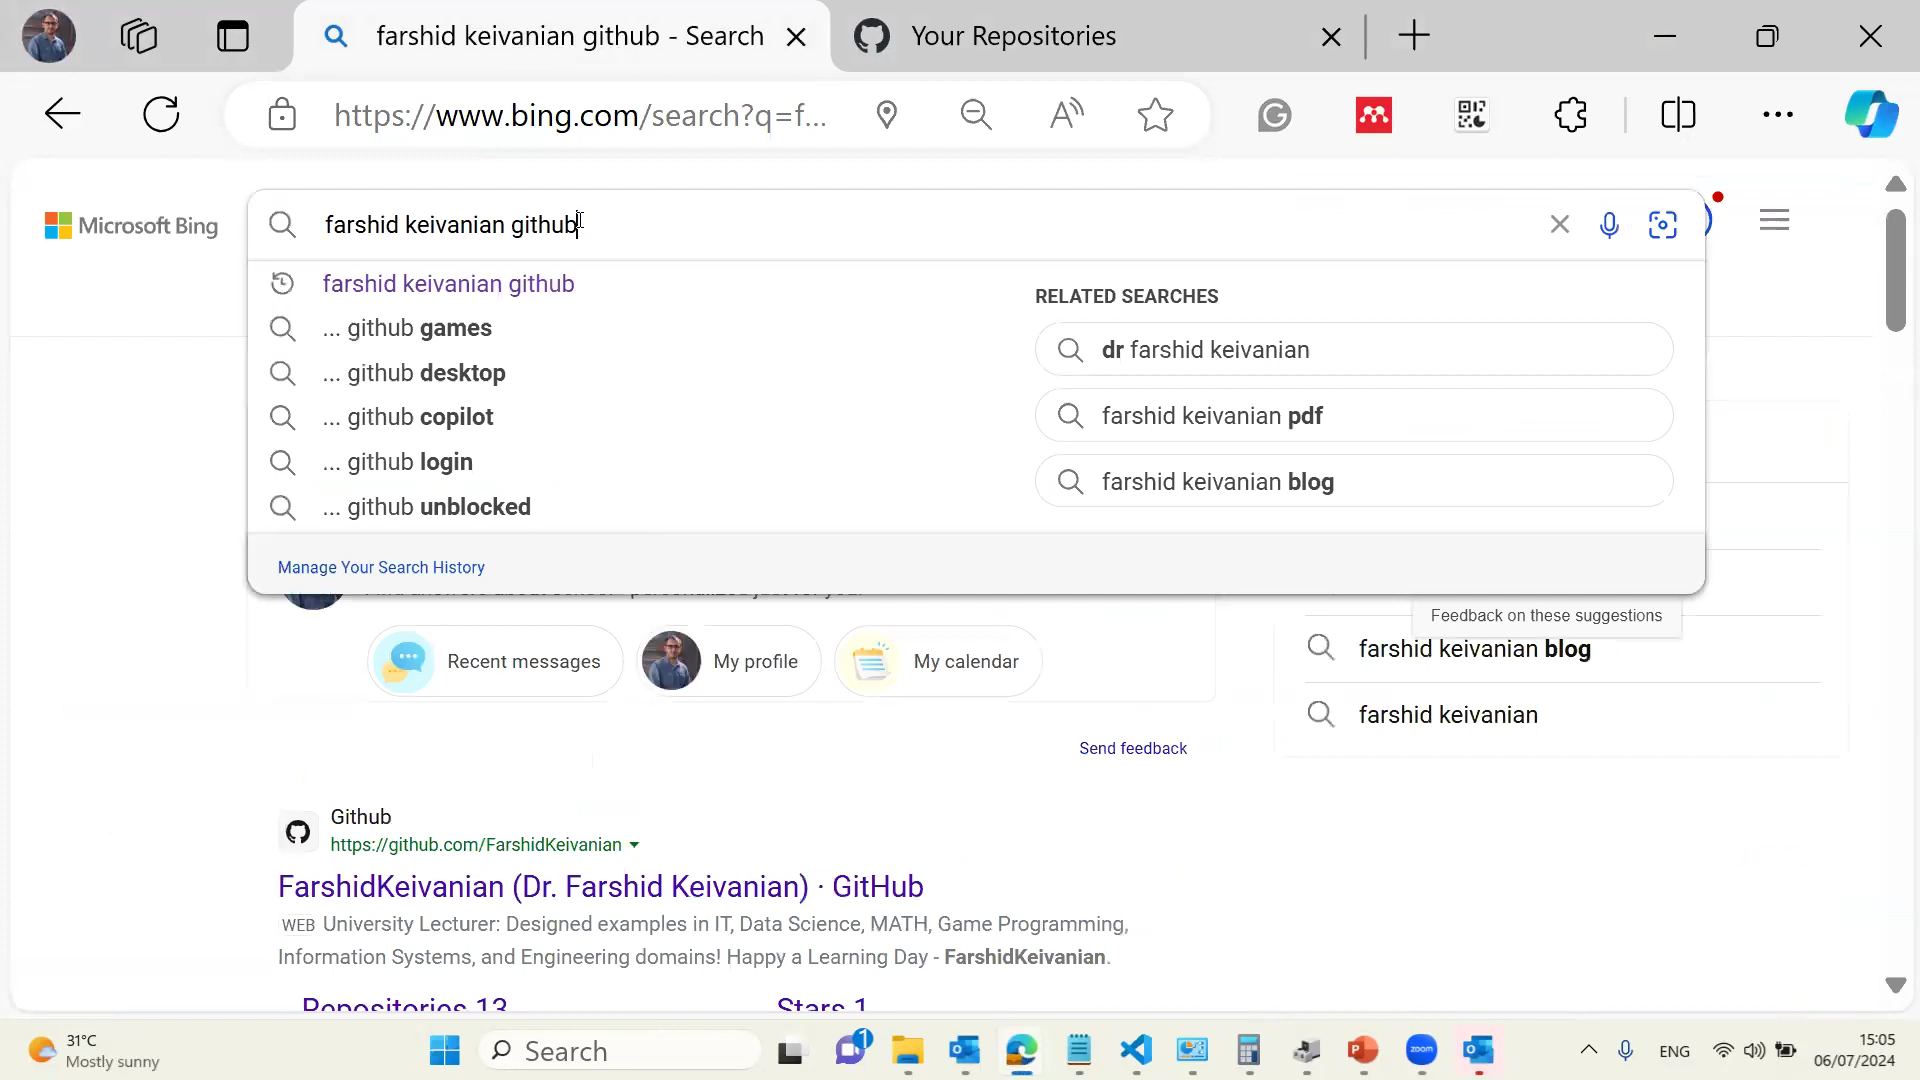 farshid keivanian github - Search
Your Repositories
https://www.bing.com/search?q=f...
Microsoft Bing
farshid keivanian github
farshid keivanian github
... github games
... github desktop
... github copilot
... github login
... github unblocked
RELATED SEARCHES
dr farshid keivanian
farshid keivanian pdf
farshid keivanian blog
Manage Your Search History
Feedback on these suggestions
Recent messages
My profile
My calendar
farshid keivanian blog
farshid keivanian
Send feedback
Github
https://github.com/FarshidKeivanian
FarshidKeivanian (Dr. Farshid Keivanian) · GitHub
WEB University Lecturer: Designed examples in IT, Data Science, MATH, Game Programming,
Information Systems, and Engineering domains! Happy a Learning Day - FarshidKeivanian.
Repositories 13
Stars 1
31°C
Mostly sunny
Search
1
zoom
ENG
15:05
06/07/2024